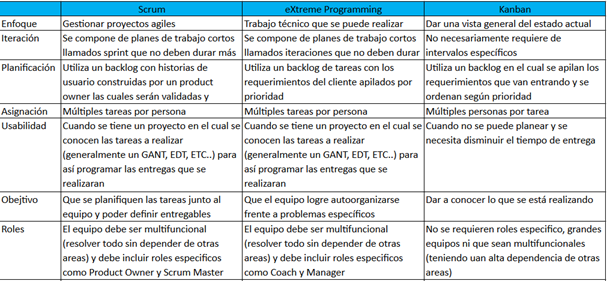 Scrum eXtreme Programming Kanban
Enfoque Gestionar proyectos agiles Trabajo técnico que se puede realizar Dar una vista general del estado actual
Iteración Se compone de planes de trabajo cortos Se compone de planes de trabajo cortos No necesariamente requiere de
llamados sprint que no deben durar más llamados iteraciones que no deben durar intervalos específicos
Planificación Utiliza un backlog con historias de Utiliza un backlog de tareas con los Utiliza un backlog en el cual se apilan los
usuario construidas por un product requerimientos del cliente apilados por requerimientos que van entrando y se
owner las cuales serán validadas y prioridad ordenan según prioridad
Asignación Múltiples tareas por persona Múltiples tareas por persona Múltiples personas por tarea
Usabilidad Cuando se tiene un proyecto en el cual se Cuando se tiene un proyecto en el cual se Cuando no se puede planear y se
conocen las tareas a realizar conocen las tareas a realizar necesita disminuir el tiempo de entrega
(generalmente un GANT, EDT, ETC..) para (generalmente un GANT, EDT, ETC..) para
así programar las entregas que se así programar las entregas que se
realizaran realizaran
Obejtivo Que se planifiquen las tareas junto al Que el equipo logre autoorganizarse Dar a conocer lo que se está realizando
equipo y poder definir entregables frente a problemas específicos
Roles El equipo debe ser multifuncional El equipo debe ser multifuncional No se requieren roles especifico, grandes
(resolver todo sin depender de otras (resolver todo sin depender de otras equipos ni que sean multifuncionales
areas) y debe incluir roles especificos areas) y debe incluir roles especificos (teniendo uan alta dependencia de otras
como Product Owner y Scrum Master como Coach y Manager areas)